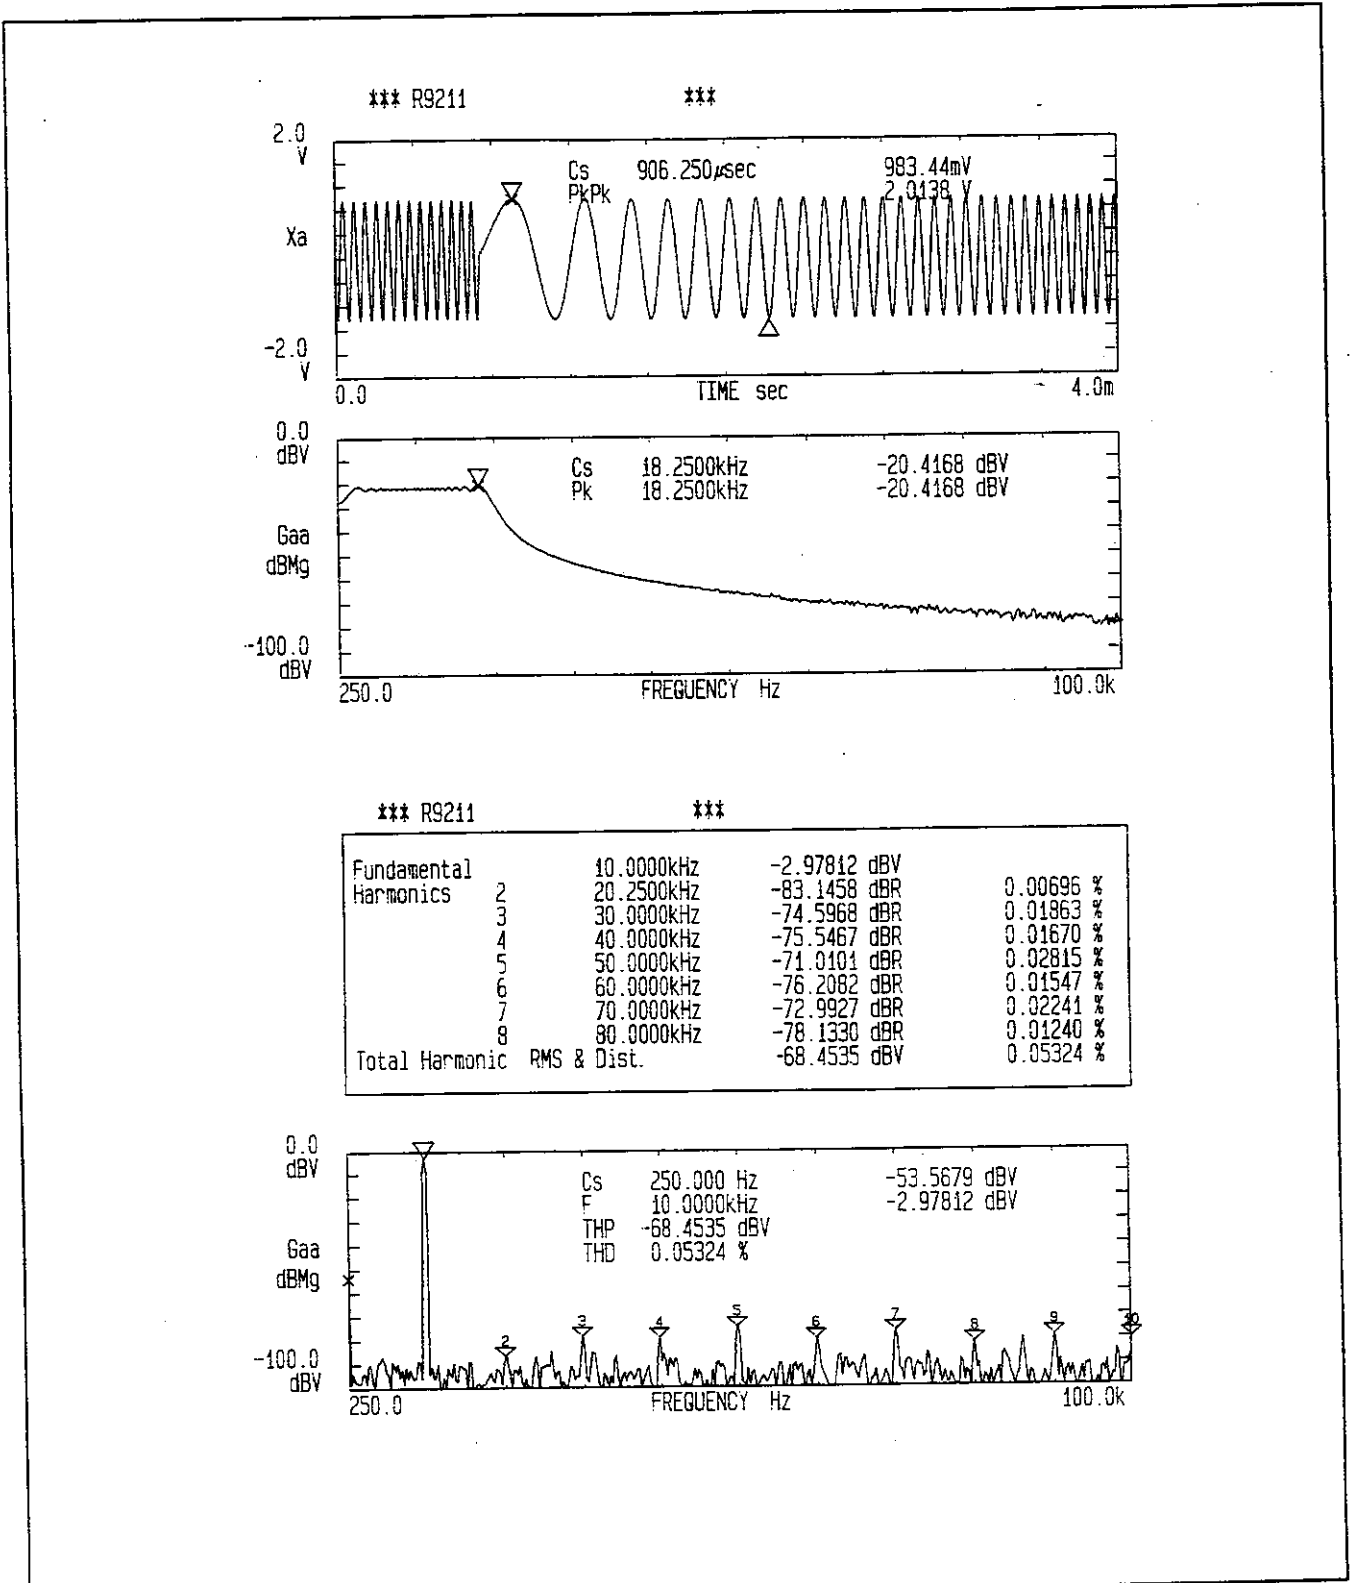 *** R9211 ***
2.0
V
Cs 906.250µsec 983.44mV
PkPk 2.0138 V
Xa
-2.0
V
0.0 TIME sec 4.0m
0.0
dBV
Cs 18.2500kHz -20.4168 dBV
Pk 18.2500kHz -20.4168 dBV
Gaa
dBMg
-100.0
dBV
250.0 FREQUENCY Hz 100.0k
*** R9211 ***
Fundamental 10.0000kHz -2.97812 dBV
Harmonics 2 20.2500kHz -83.1458 dBR 0.00696 %
3 30.0000kHz -74.5968 dBR 0.01863 %
4 40.0000kHz -75.5467 dBR 0.01670 %
5 50.0000kHz -71.0101 dBR 0.02815 %
6 60.0000kHz -76.2082 dBR 0.01547 %
7 70.0000kHz -72.9927 dBR 0.02241 %
8 80.0000kHz -78.1330 dBR 0.01240 %
Total Harmonic RMS & Dist. -68.4535 dBV 0.05324 %
0.0
dBV
Cs 250.000 Hz -53.5679 dBV
F 10.0000kHz -2.97812 dBV
THP -68.4535 dBV
THD 0.05324 %
Gaa
dBMg
2 3 4 5 6 7 8 9 10
-100.0
dBV
250.0 FREQUENCY Hz 100.0k